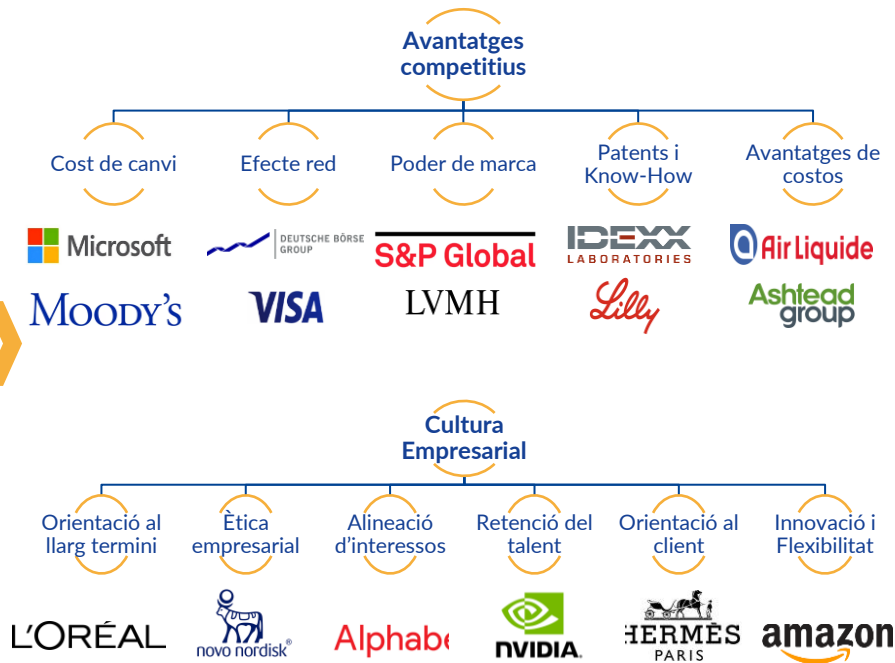 Avantatges
competitius
Cost de canvi
Efecte red
Poder de marca
Patents i
Know-How
Avantatges de
costos
Microsoft
DEUTSCHE BÖRSE
GROUP
S&P Global
IDEXX
LABORATORIES
Air Liquide
MOODY'S
VISA
LVMH
Lilly
Ashtead
group
Cultura
Empresarial
Orientació al
llarg termini
Ètica
empresarial
Alineació
d'interessos
Retenció del
talent
Orientació al
client
Innovació i
Flexibilitat
L'ORÉAL
novo nordisk®
Alphabe
NVIDIA.
HERMÈS
PARIS
amazon